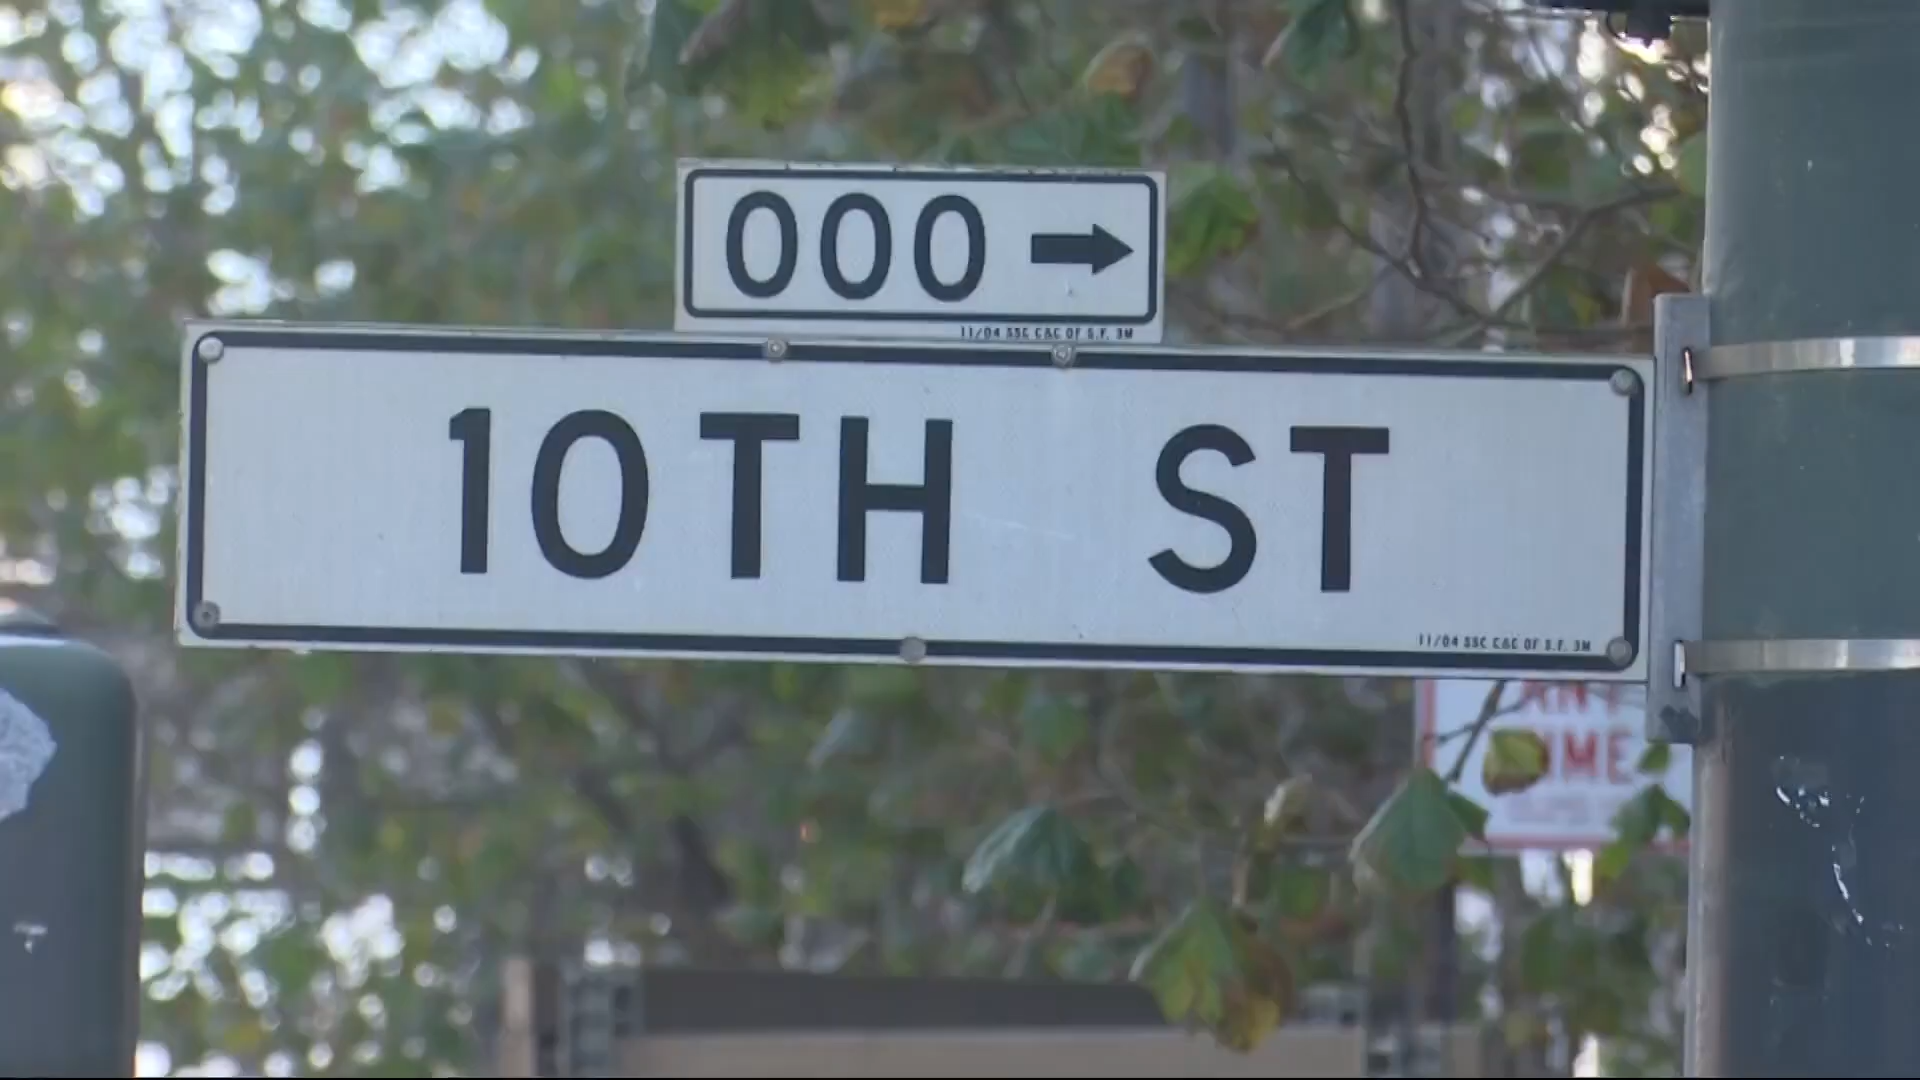 000 →
11/04 SSC C&C OF S.F. 3M
10TH ST
11/04 SSC C&C OF S.F. 3M